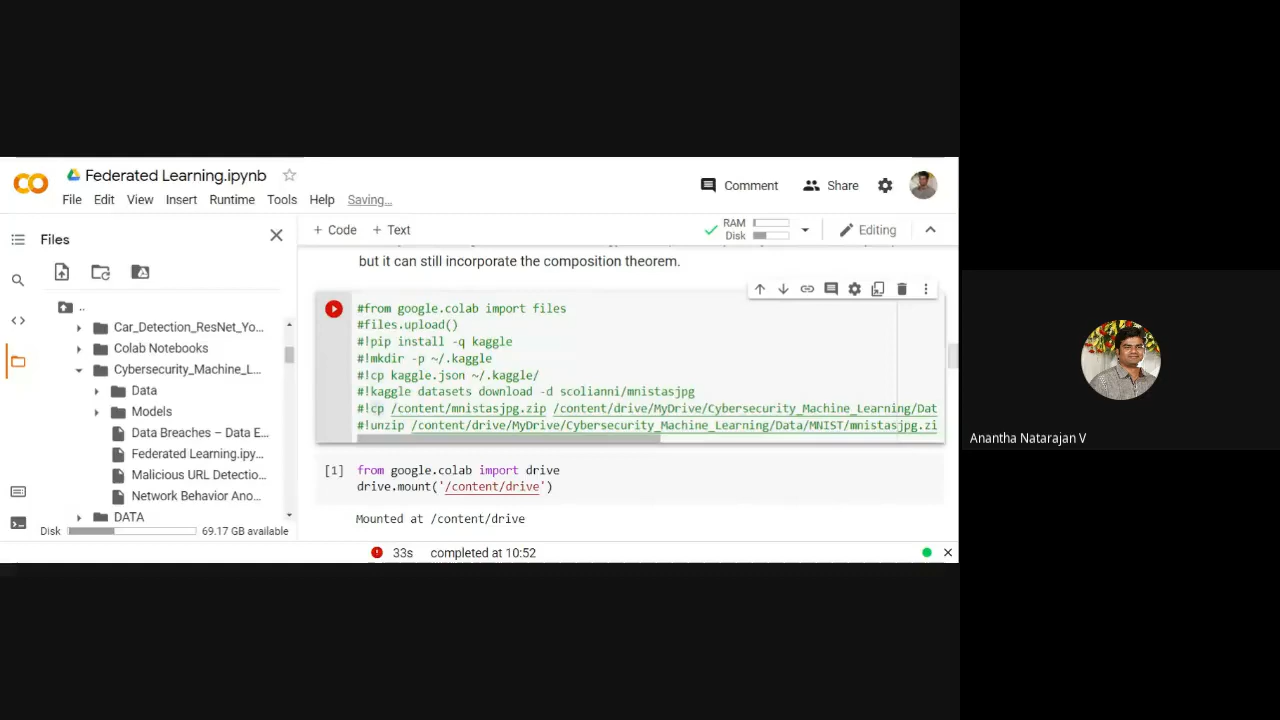 Federated Learning.ipynb
File Edit View Insert Runtime Tools Help Saving...
Comment Share
Files
+ Code + Text
RAM
Disk
Editing
..
Car_Detection_ResNet_Yo...
Colab Notebooks
Cybersecurity_Machine_L...
Data
Models
Data Breaches – Data E...
Federated Learning.ipy...
Malicious URL Detectio...
Network Behavior Ano...
DATA
Disk 69.17 GB available
but it can still incorporate the composition theorem.
#from google.colab import files
#files.upload()
#!pip install -q kaggle
#!mkdir -p ~/.kaggle
#!cp kaggle.json ~/.kaggle/
#!kaggle datasets download -d scolianni/mnistasjpg
#!cp /content/mnistasjpg.zip /content/drive/MyDrive/Cybersecurity_Machine_Learning/Dat
#!unzip /content/drive/MyDrive/Cybersecurity_Machine_Learning/Data/MNIST/mnistasjpg.zi
[1] from google.colab import drive
drive.mount('/content/drive')
Mounted at /content/drive
33s completed at 10:52
Anantha Natarajan V